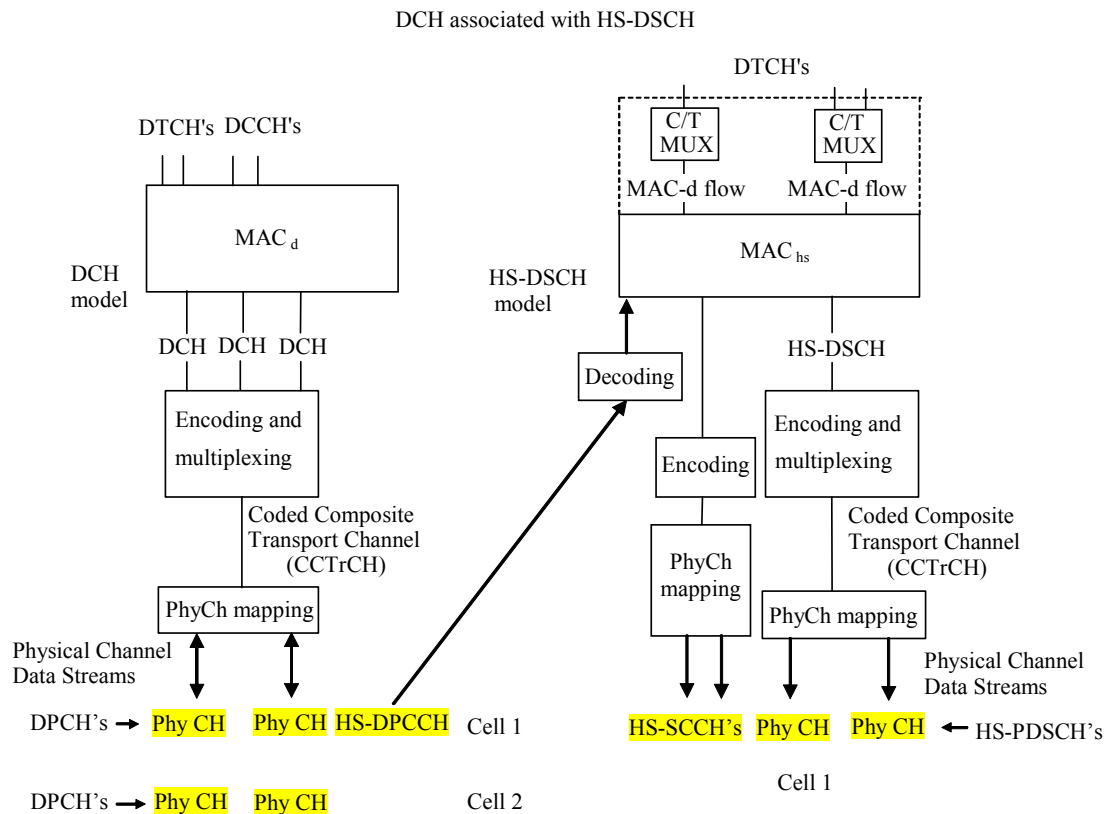 DCH associated with HS-DSCH
DTCH's DCCH's
MAC d
DCH
model
DCH DCH DCH
Encoding and
multiplexing
Coded Composite
Transport Channel
(CCTrCH)
PhyCh mapping
Physical Channel
Data Streams
DPCH's Phy CH Phy CH HS-DPCCH Cell 1
DPCH's Phy CH Phy CH Cell 2
DTCH's
C/T
MUX
C/T
MUX
MAC-d flow MAC-d flow
MAC hs
HS-DSCH
model
Decoding
HS-DSCH
Encoding
Encoding and
multiplexing
PhyCh
mapping
Coded Composite
Transport Channel
(CCTrCH)
PhyCh mapping
Physical Channel
Data Streams
HS-SCCH's Phy CH Phy CH HS-PDSCH's
Cell 1